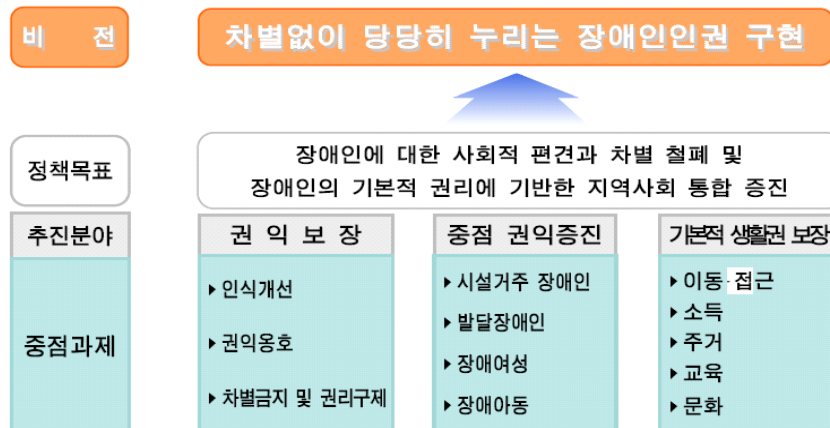 비 전
차별없이 당당히 누리는 장애인인권 구현
정책목표
장애인에 대한 사회적 편견과 차별 철폐 및
장애인의 기본적 권리에 기반한 지역사회 통합 증진
추진분야
권 익 보 장
중점 권익증진
기본적 생활권 보장
중점과제
인식개선
권익옹호
차별금지 및 권리구제
시설거주 장애인
발달장애인
장애여성
장애아동
이동·접근
소득
주거
교육
문화